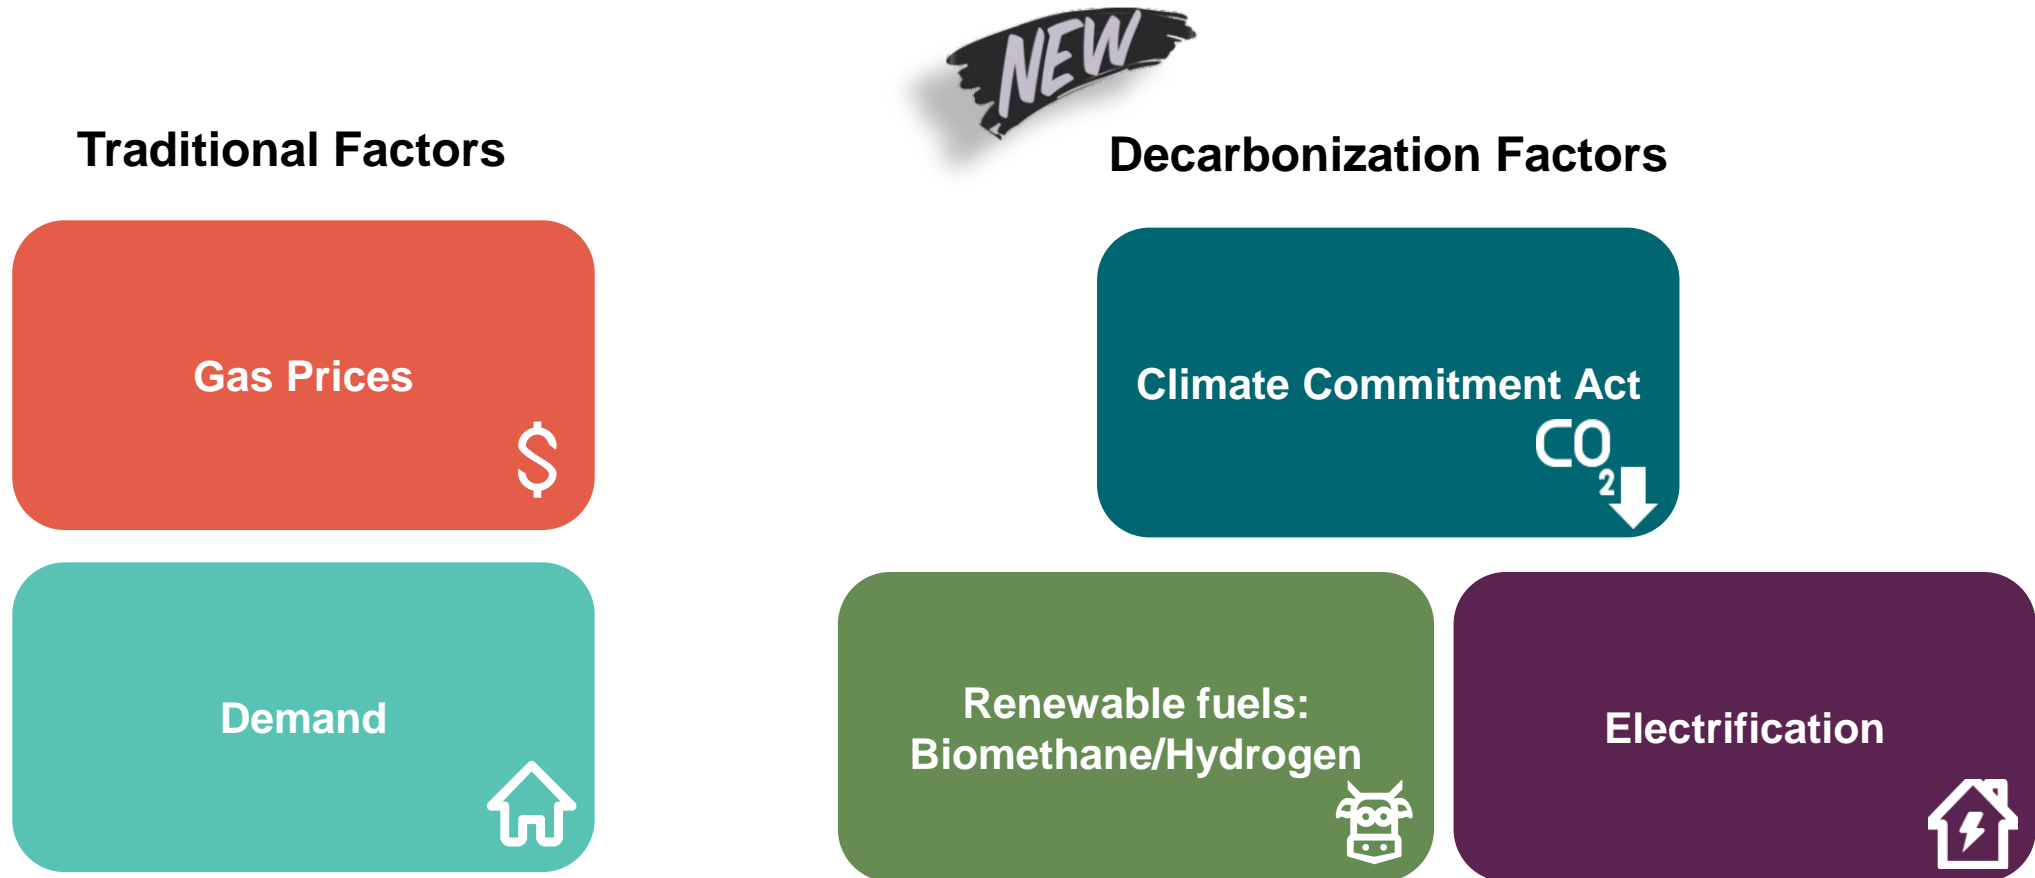 NEW
Traditional Factors
Decarbonization Factors
Gas Prices
$
Climate Commitment Act
CO2
Demand
Renewable fuels:
Biomethane/Hydrogen
Electrification